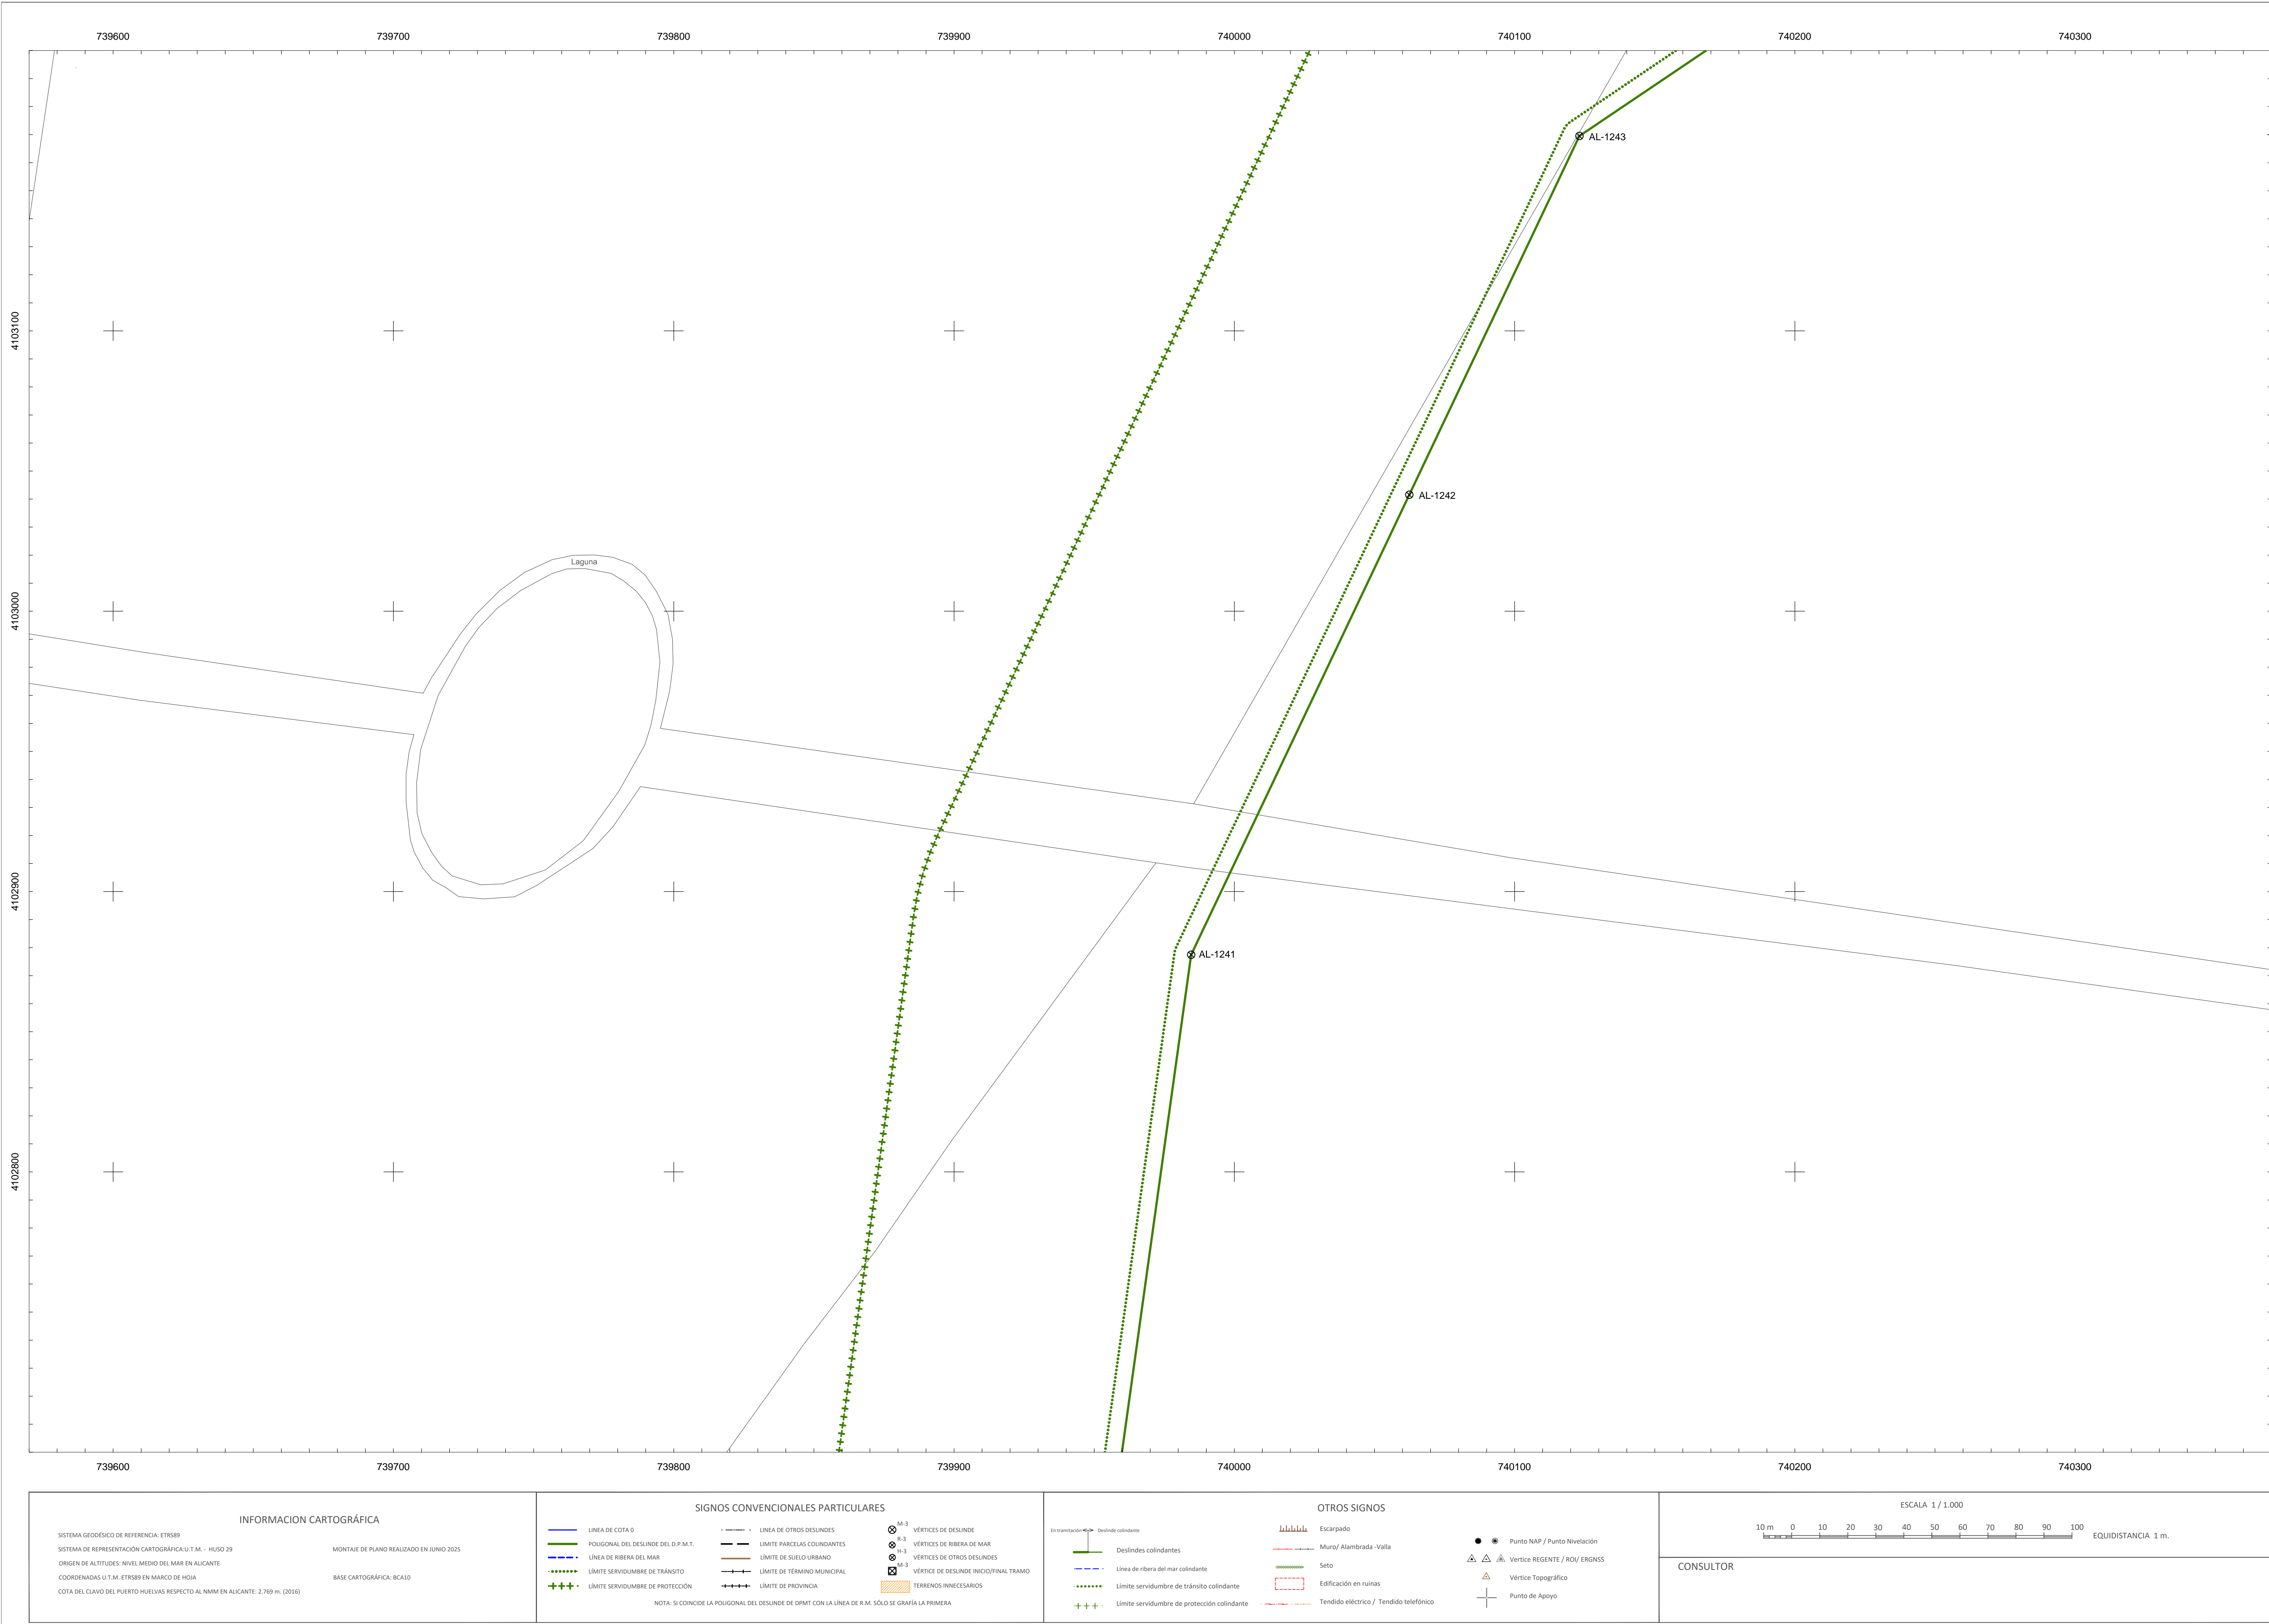 739600 739700 739800 739900 740000 740100 740200 740300
AL-1243
4103100
AL-1242
Laguna
4103000
4102900
AL-1241
4102800
739600 739700 739800 739900 740000 740100 740200 740300
INFORMACION CARTOGRÁFICA
SISTEMA GEODÉSICO DE REFERENCIA: ETRS89
SISTEMA DE REPRESENTACIÓN CARTOGRÁFICA:U.T.M. - HUSO 29
MONTAJE DE PLANO REALIZADO EN JUNIO 2025
ORIGEN DE ALTITUDES: NIVEL MEDIO DEL MAR EN ALICANTE
COORDENADAS U.T.M. ETRS89 EN MARCO DE HOJA
BASE CARTOGRÁFICA: BCA10
COTA DEL CLAVO DEL PUERTO HUELVAS RESPECTO AL NMM EN ALICANTE: 2.769 m. (2016)
SIGNOS CONVENCIONALES PARTICULARES
LINEA DE COTA 0
POLIGONAL DEL DESLINDE DEL D.P.M.T.
LÍNEA DE RIBERA DEL MAR
LÍMITE SERVIDUMBRE DE TRÁNSITO
LÍMITE SERVIDUMBRE DE PROTECCIÓN
LINEA DE OTROS DESLINDES
LIMITE PARCELAS COLINDANTES
LÍMITE DE SUELO URBANO
LÍMITE DE TÉRMINO MUNICIPAL
LÍMITE DE PROVINCIA
M-3
VÉRTICES DE DESLINDE
R-3
VÉRTICES DE RIBERA DE MAR
H-3
VÉRTICES DE OTROS DESLINDES
M-3
VÉRTICE DE DESLINDE INICIO/FINAL TRAMO
TERRENOS INNECESARIOS
NOTA: SI COINCIDE LA POLIGONAL DEL DESLINDE DE DPMT CON LA LÍNEA DE R.M. SÓLO SE GRAFÍA LA PRIMERA
OTROS SIGNOS
En tramitación Deslinde colindante
Deslindes colindantes
Línea de ribera del mar colindante
Límite servidumbre de tránsito colindante
Límite servidumbre de protección colindante
Escarpado
Muro/ Alambrada -Valla
Seto
Edificación en ruinas
Tendido eléctrico / Tendido telefónico
Punto NAP / Punto Nivelación
Vertice REGENTE / ROI/ ERGNSS
Vértice Topográfico
Punto de Apoyo
ESCALA 1 / 1.000
10 m 0 10 20 30 40 50 60 70 80 90 100
EQUIDISTANCIA 1 m.
CONSULTOR